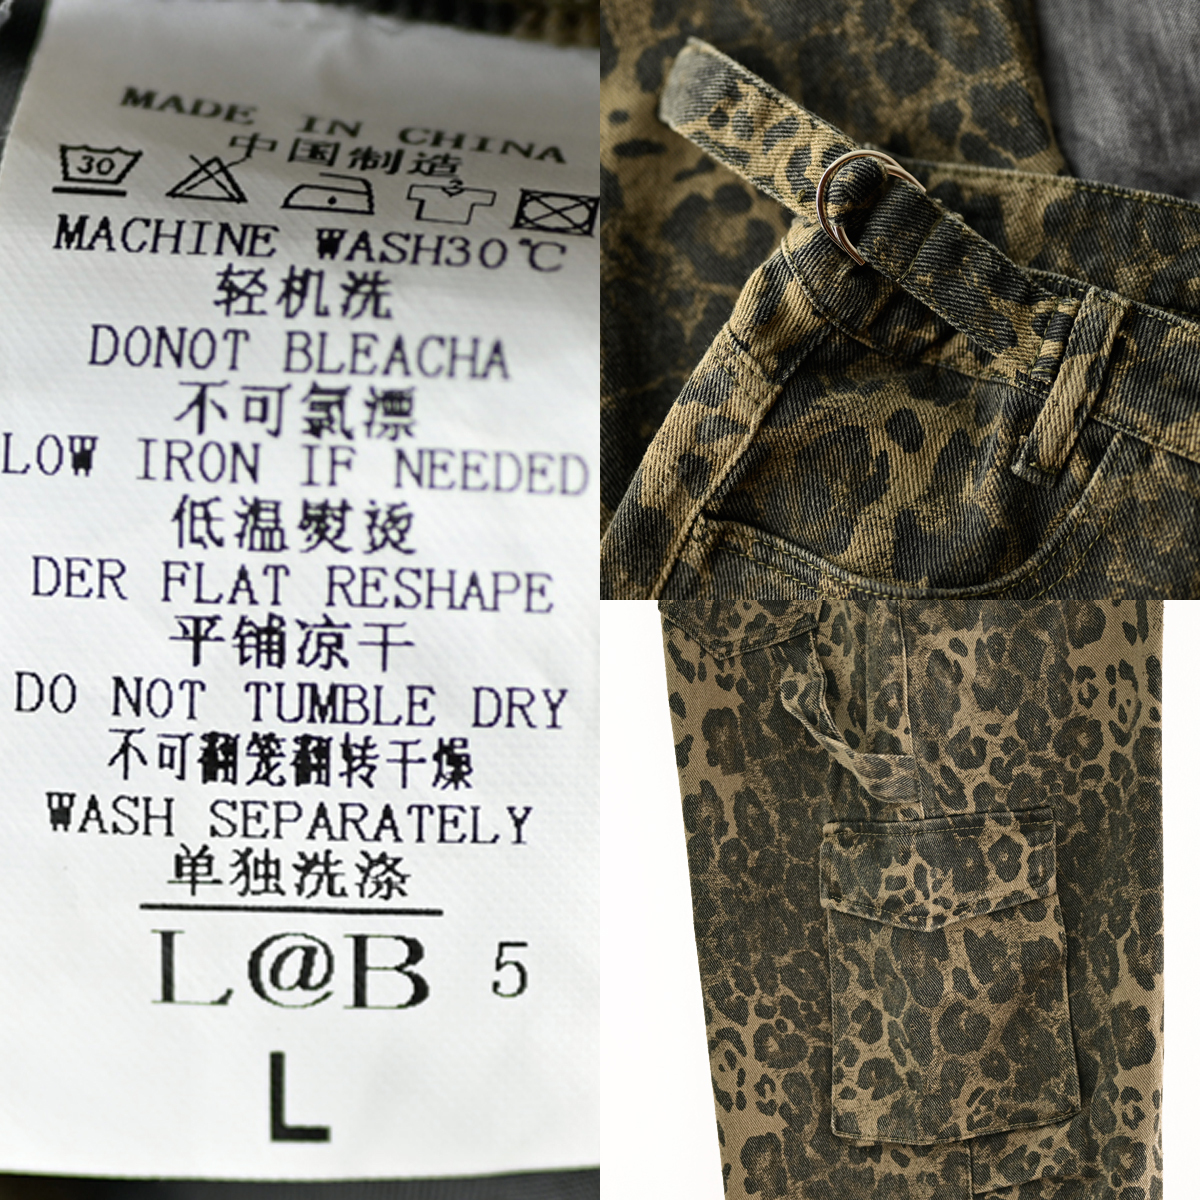 MADE IN CHINA
中国制造
30
3
MACHINE WASH30℃
轻机洗
DONOT BLEACHA
不可氯漂
LOW IRON IF NEEDED
低温熨烫
DER FLAT RESHAPE
平铺凉干
DO NOT TUMBLE DRY
不可翻笼翻转干燥
WASH SEPARATELY
单独洗涤
L@B 5
L